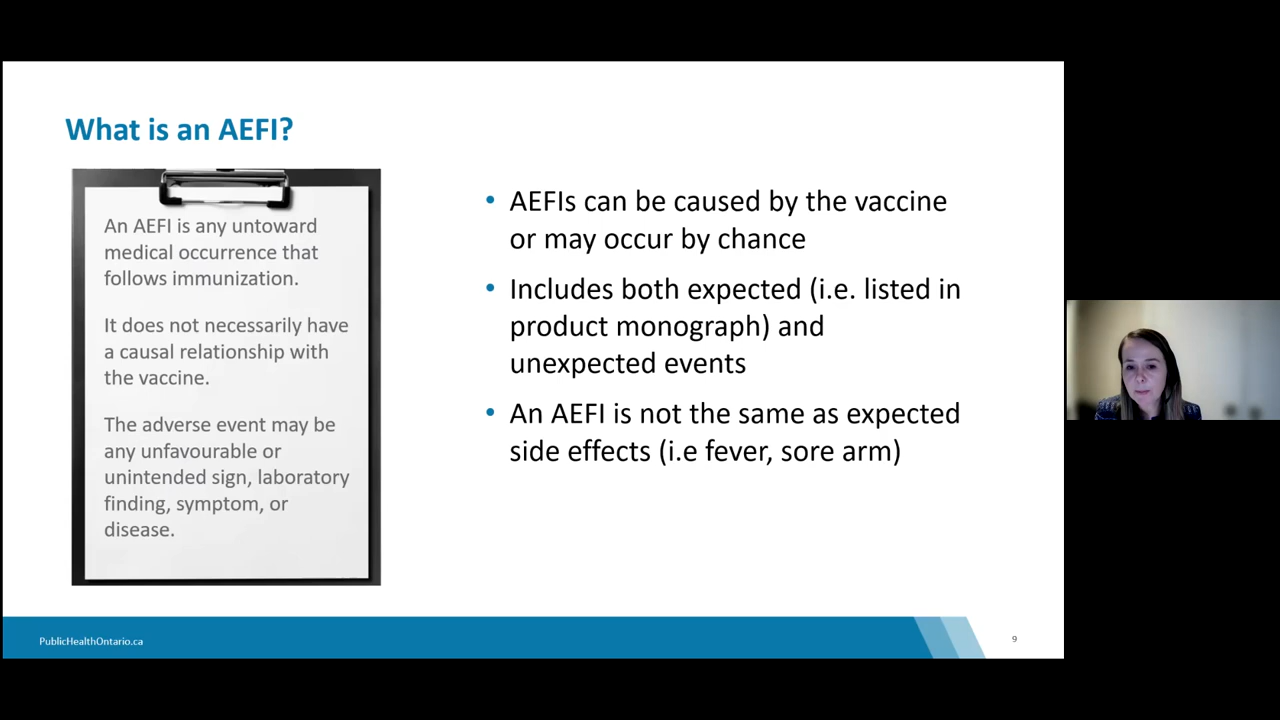 What is an AEFI?
An AEFI is any untoward
medical occurrence that
follows immunization.
It does not necessarily have
a causal relationship with
the vaccine.
The adverse event may be
any unfavourable or
unintended sign, laboratory
finding, symptom, or
disease.
• AEFIs can be caused by the vaccine
or may occur by chance
• Includes both expected (i.e. listed in
product monograph) and
unexpected events
• An AEFI is not the same as expected
side effects (i.e fever, sore arm)
PublicHealthOntario.ca
9